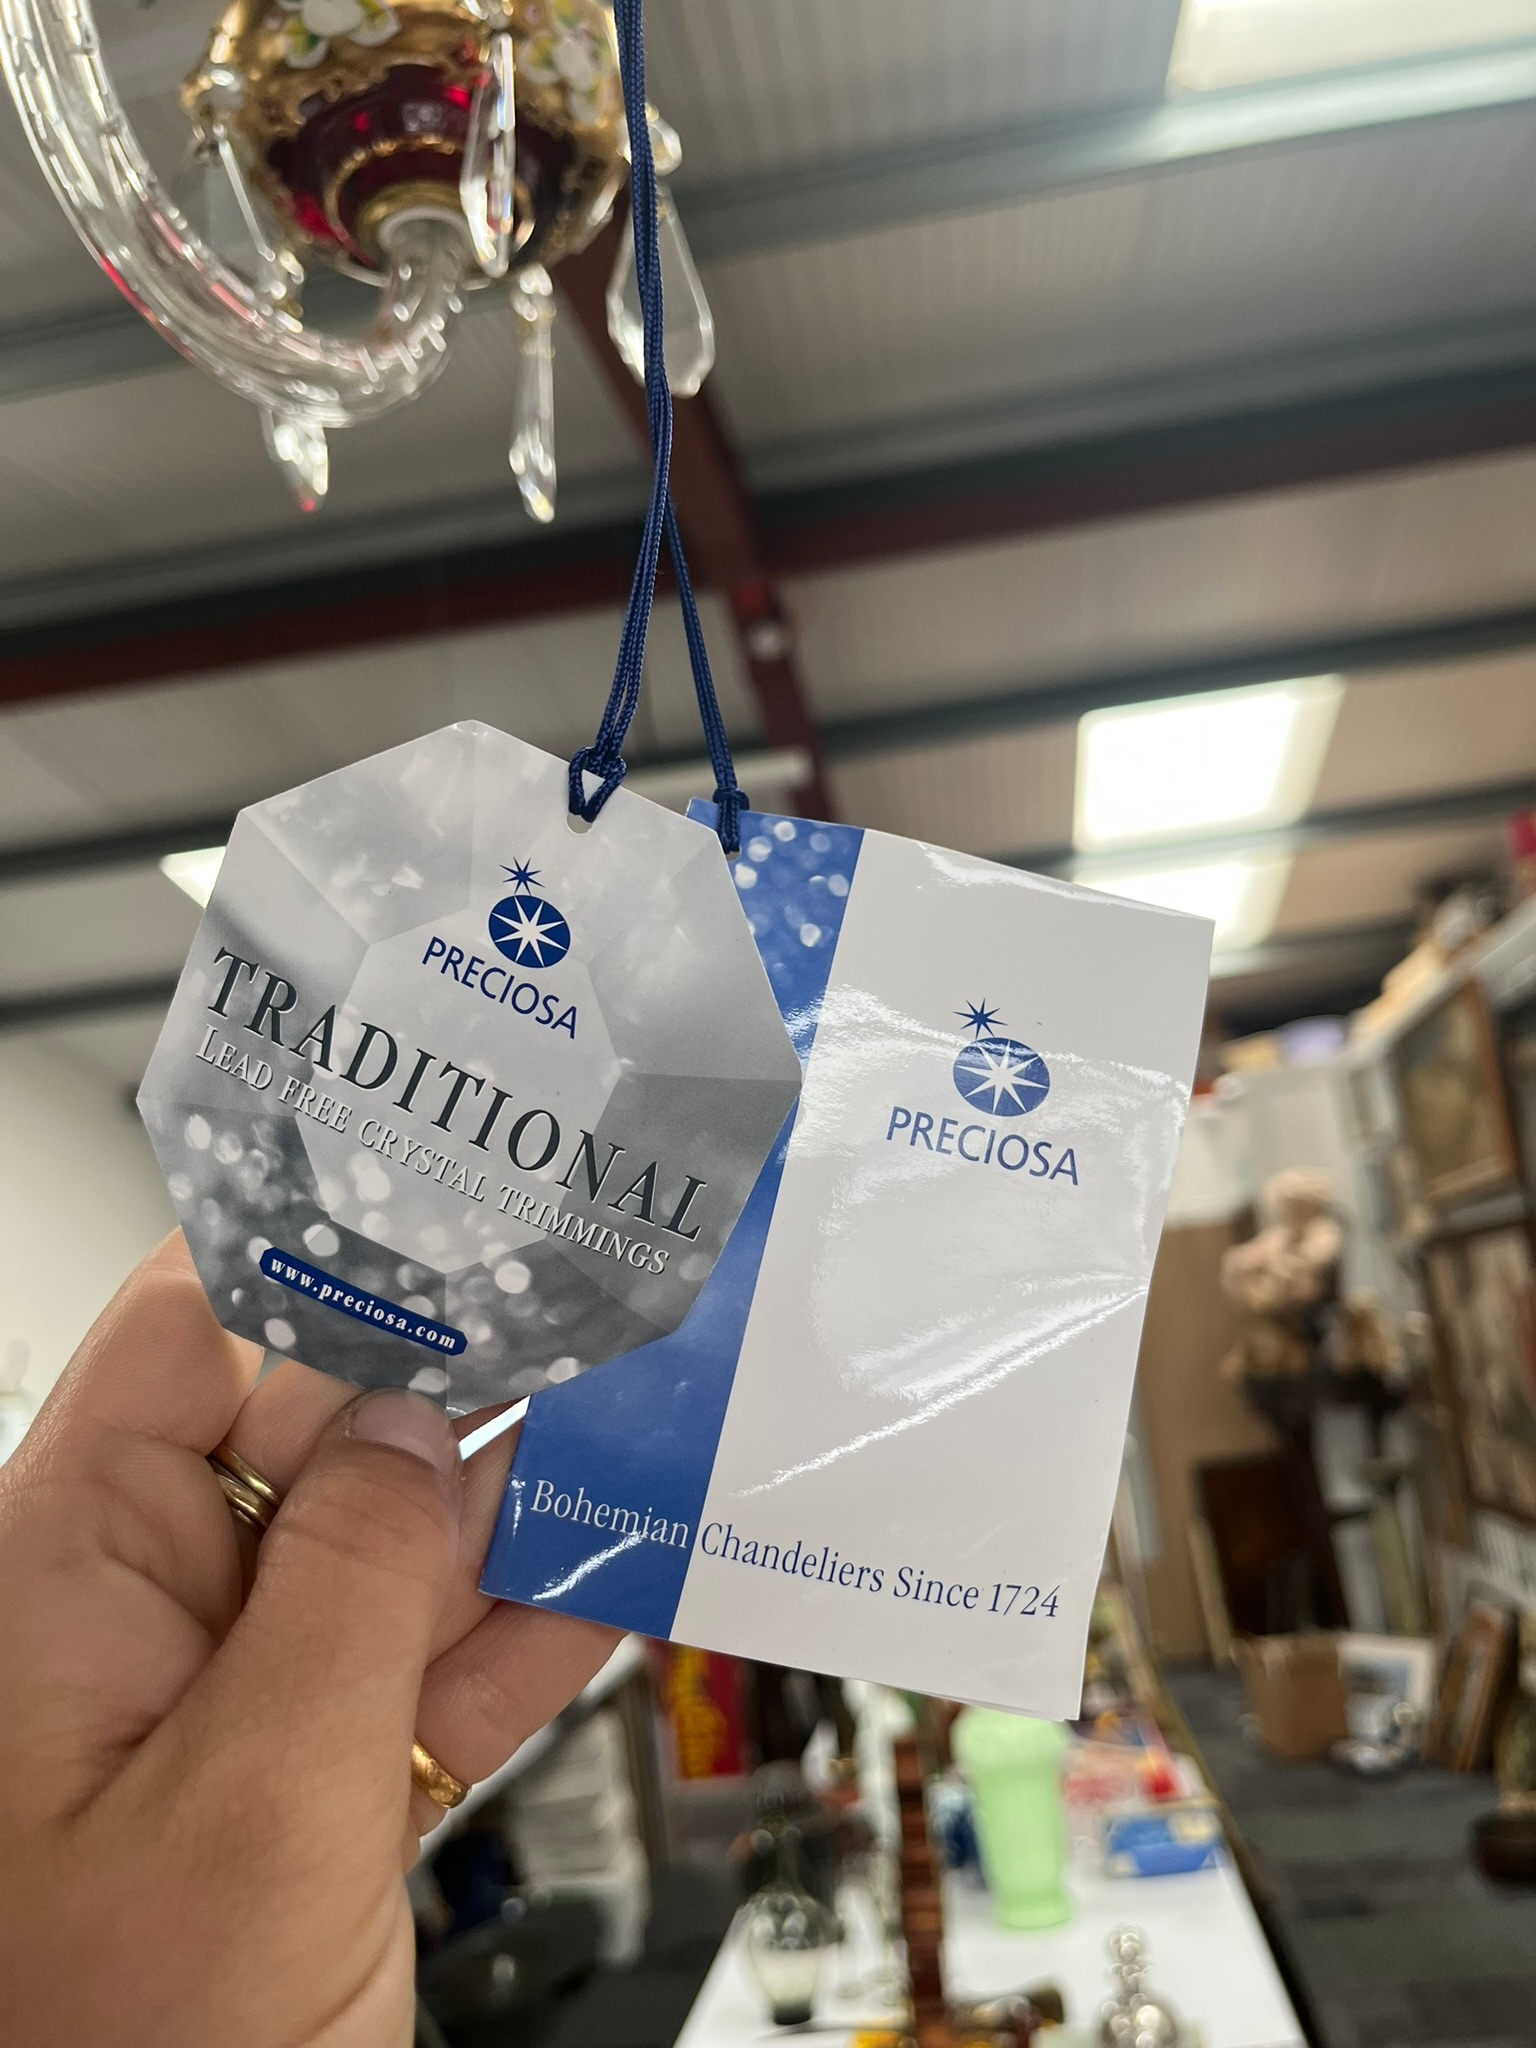 PRECIOSA
TRADITIONAL
LEAD FREE CRYSTAL TRIMMINGS
www.preciosa.com
PRECIOSA
Bohemian Chandeliers Since 1724